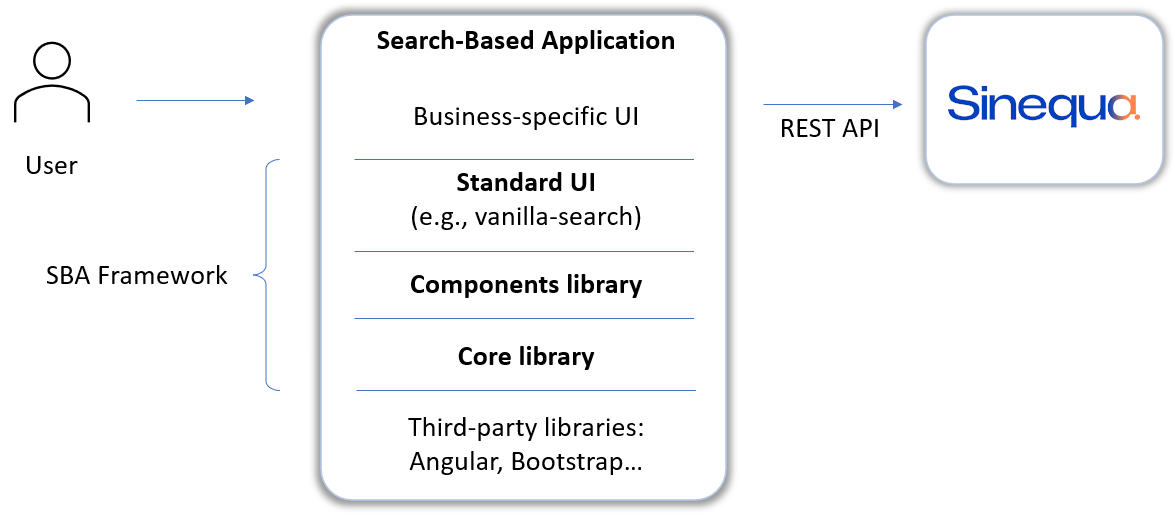 Search-Based Application
Business-specific UI
User
Standard UI
(e.g., vanilla-search)
SBA Framework
Components library
Core library
Third-party libraries:
Angular, Bootstrap…
REST API
Sinequa.